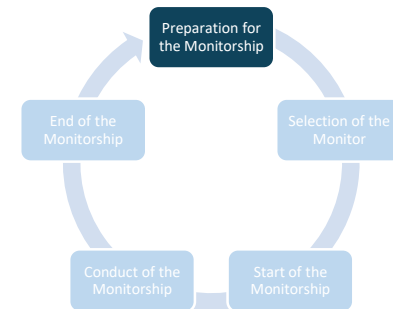 Preparation for
the Monitorship
Selection of the
Monitor
Start of the
Monitorship
Conduct of the
Monitorship
End of the
Monitorship